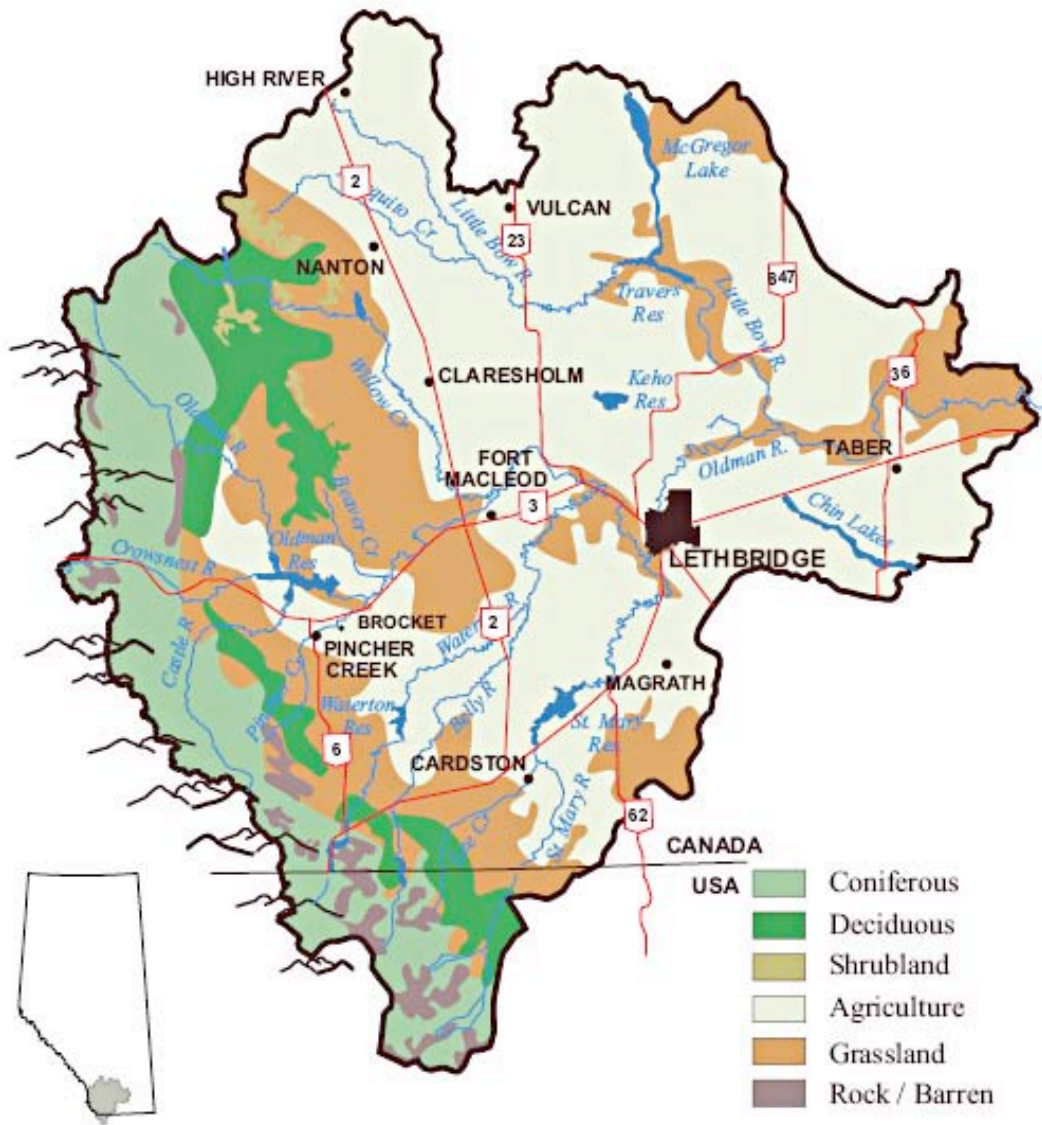 HIGH RIVER
McGregor
Lake
2
quito Cr
Little Bow R.
VULCAN
23
NANTON
847
Travers
Res
Little Bow R.
36
CLARESHOLM
Keho
Res
Willow Cr
Oldman R
FORT
MACLEOD
TABER
Oldman R.
3
Beaver Cr
Chin Lakes
Oldman
Res
Crowsnest R
LETHBRIDGE
BROCKET
2
PINCHER
CREEK
Castle R
MAGRATH
Waterton
Res
Belly R
St. Mary
Res
6
CARDSTON
St. Mary R
62
CANADA
USA
Coniferous
Deciduous
Shrubland
Agriculture
Grassland
Rock / Barren